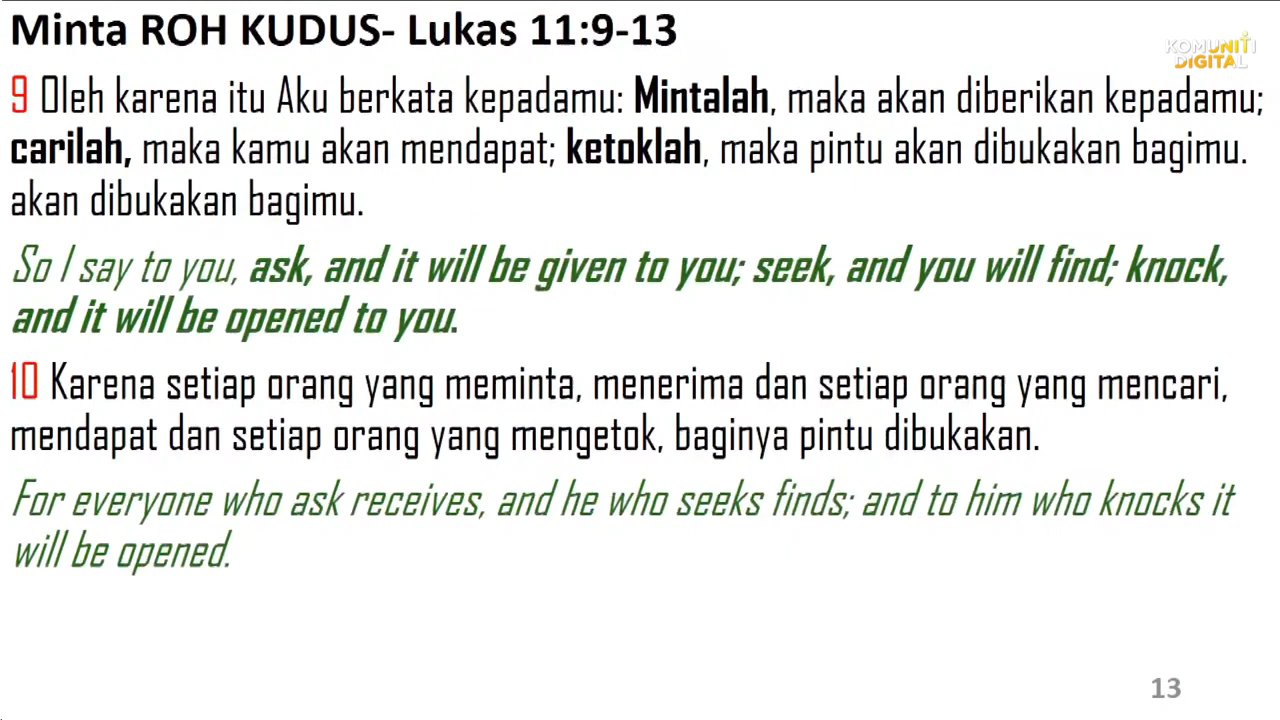 Minta ROH KUDUS- Lukas 11:9-13
KOMUNITI
DIGITAL
9 Oleh karena itu Aku berkata kepadamu: Mintalah, maka akan diberikan kepadamu;
carilah, maka kamu akan mendapat; ketoklah, maka pintu akan dibukakan bagimu.
akan dibukakan bagimu.
So I say to you, ask, and it will be given to you; seek, and you will find; knock,
and it will be opened to you.
10 Karena setiap orang yang meminta, menerima dan setiap orang yang mencari,
mendapat dan setiap orang yang mengetok, baginya pintu dibukakan.
For everyone who ask receives, and he who seeks finds; and to him who knocks it
will be opened.
13